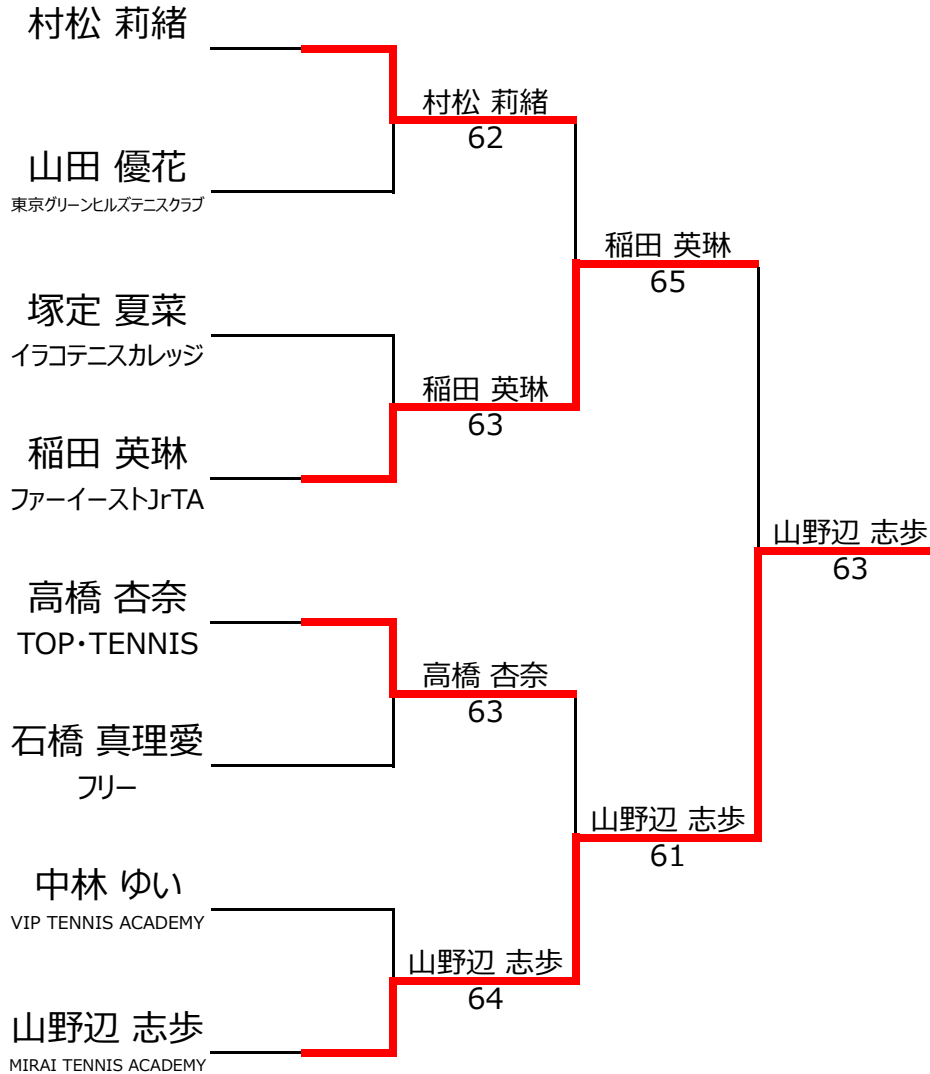 村松 莉緒
山田 優花
東京グリーンヒルズテニスクラブ
塚定 夏菜
イラコテニスカレッジ
稲田 英琳
ファーイーストJrTA
高橋 杏奈
TOP・TENNIS
石橋 真理愛
フリー
中林 ゆい
VIP TENNIS ACADEMY
山野辺 志歩
MIRAI TENNIS ACADEMY
村松 莉緒
62
稲田 英琳
63
高橋 杏奈
63
山野辺 志歩
64
稲田 英琳
65
山野辺 志歩
61
山野辺 志歩
63